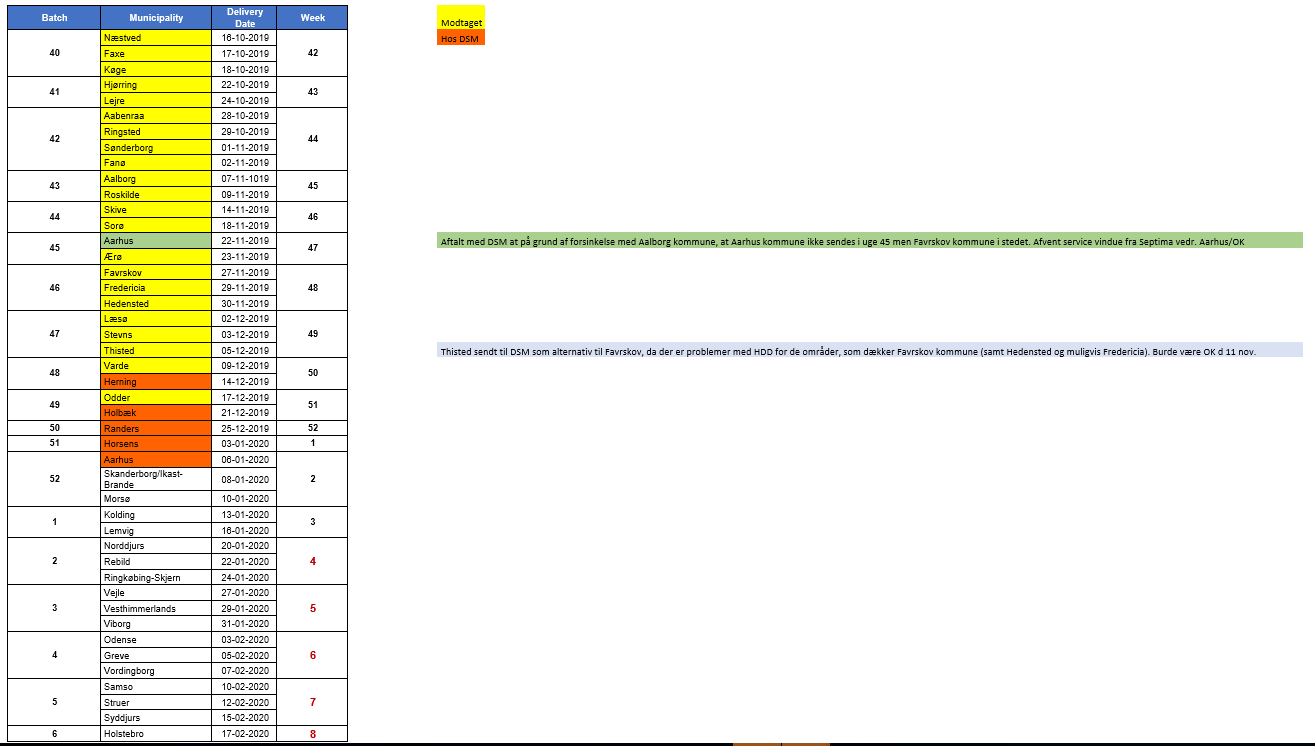 Batch Municipality Delivery Date Week
40 Næstved 16-10-2019 42
Faxe 17-10-2019
Køge 18-10-2019
41 Hjørring 22-10-2019 43
Lejre 24-10-2019
42 Aabenraa 28-10-2019 44
Ringsted 29-10-2019
Sønderborg 01-11-2019
Fanø 02-11-2019
43 Aalborg 07-11-1019 45
Roskilde 09-11-2019
44 Skive 14-11-2019 46
Sorø 18-11-2019
45 Aarhus 22-11-2019 47
Ærø 23-11-2019
46 Favrskov 27-11-2019 48
Fredericia 29-11-2019
Hedensted 30-11-2019
47 Læsø 02-12-2019 49
Stevns 03-12-2019
Thisted 05-12-2019
48 Varde 09-12-2019 50
Herning 14-12-2019
49 Odder 17-12-2019 51
Holbæk 21-12-2019
50 Randers 25-12-2019 52
51 Horsens 03-01-2020 1
52 Aarhus 06-01-2020 2
Skanderborg/Ikast-
Brande 08-01-2020
Morsø 10-01-2020
1 Kolding 13-01-2020 3
Lemvig 16-01-2020
2 Norddjurs 20-01-2020 4
Rebild 22-01-2020
Ringkøbing-Skjern 24-01-2020
3 Vejle 27-01-2020 5
Vesthimmerlands 29-01-2020
Viborg 31-01-2020
4 Odense 03-02-2020 6
Greve 05-02-2020
Vordingborg 07-02-2020
5 Samso 10-02-2020 7
Struer 12-02-2020
Syddjurs 15-02-2020
6 Holstebro 17-02-2020 8
Modtaget
Hos DSM
Aftalt med DSM at på grund af forsinkelse med Aalborg kommune, at Aarhus kommune ikke sendes i uge 45 men Favrskov kommune i stedet. Afvent service vindue fra Septima vedr. Aarhus/OK
Thisted sendt til DSM som alternativ til Favrskov, da der er problemer med HDD for de områder, som dækker Favrskov kommune (samt Hedensted og muligvis Fredericia). Burde være OK d 11 nov.